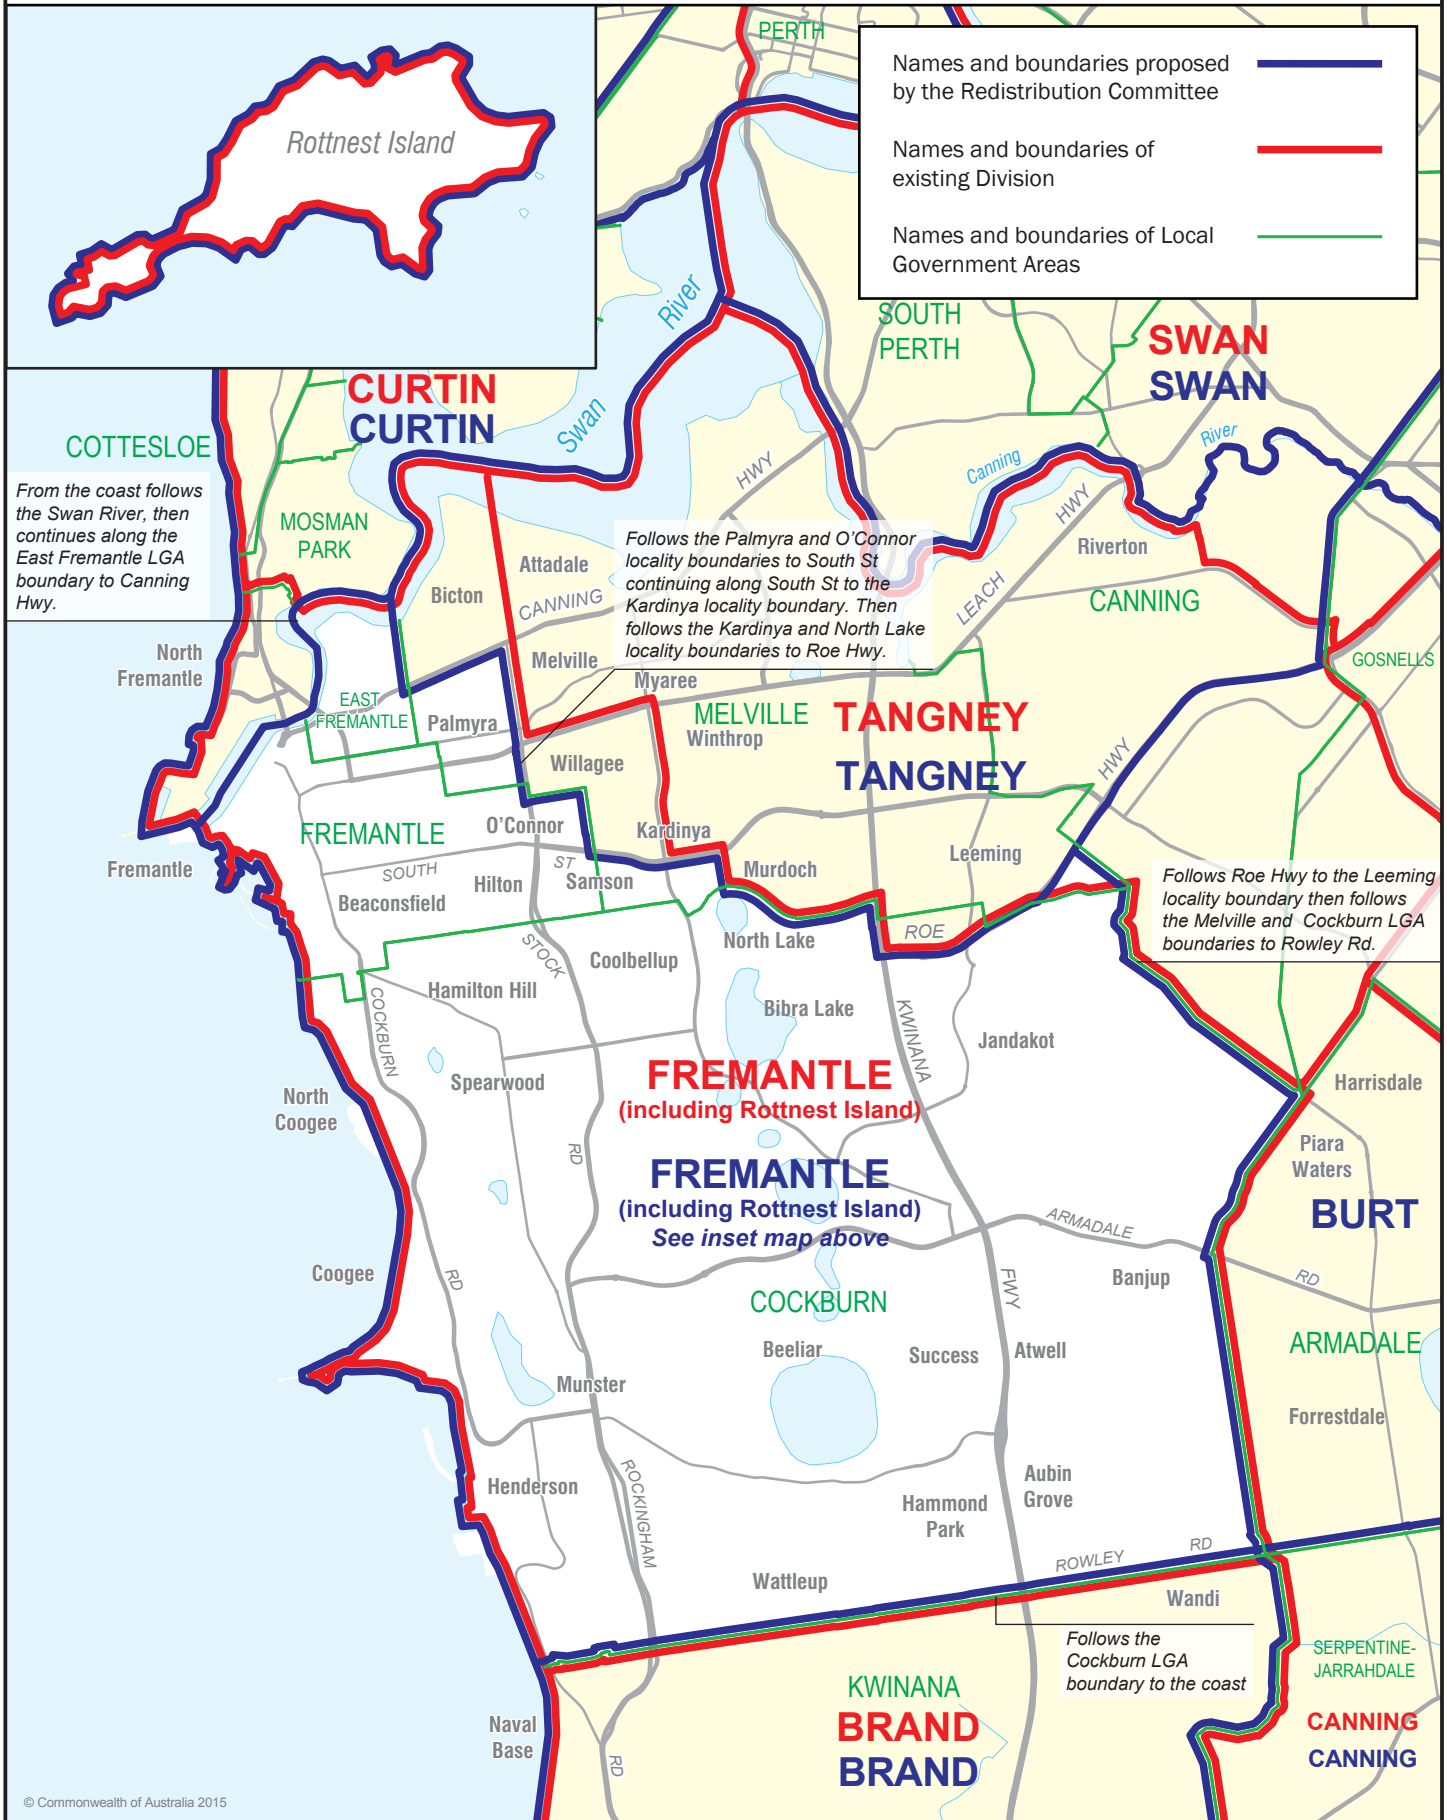 Rottnest Island
PERTH
Names and boundaries proposed
by the Redistribution Committee
Names and boundaries of
existing Division
Names and boundaries of Local
Government Areas
River
SOUTH
PERTH
SWAN
SWAN
CURTIN
CURTIN
Swan
COTTESLOE
HWY
Canning
River
From the coast follows
the Swan River, then
continues along the
East Fremantle LGA
boundary to Canning
Hwy.
MOSMAN
PARK
HWY
Follows the Palmyra and O'Connor
locality boundaries to South St
continuing along South St to the
Kardinya locality boundary. Then
follows the Kardinya and North Lake
locality boundaries to Roe Hwy.
Riverton
Attadale
Bicton
CANNING
LEACH
CANNING
North
Fremantle
Melville
Myaree
GOSNELLS
EAST
FREMANTLE
Palmyra
MELVILLE
TANGNEY
Winthrop
Willagee
TANGNEY
HWY
FREMANTLE
O'Connor
Kardinya
Fremantle
SOUTH
ST
Hilton
Samson
Murdoch
Leeming
Beaconsfield
Follows Roe Hwy to the Leeming
locality boundary then follows
the Melville and Cockburn LGA
boundaries to Rowley Rd.
ROE
North Lake
STOCK
Coolbellup
Hamilton Hill
COCKBURN
Bibra Lake
KWINANA
Jandakot
FREMANTLE
(including Rottnest Island)
Spearwood
Harrisdale
North
Coogee
RD
Piara
Waters
FREMANTLE
(including Rottnest Island)
See inset map above
BURT
ARMADALE
Coogee
RD
FWY
Banjup
RD
COCKBURN
Beeliar
Success
Atwell
ARMADALE
Munster
Forrestdale
Henderson
ROCKINGHAM
Aubin
Grove
Hammond
Park
ROWLEY
RD
Wattleup
Wandi
Follows the
Cockburn LGA
boundary to the coast
SERPENTINE-
JARRAHDALE
KWINANA
BRAND
BRAND
Naval
Base
RD
CANNING
CANNING
© Commonwealth of Australia 2015